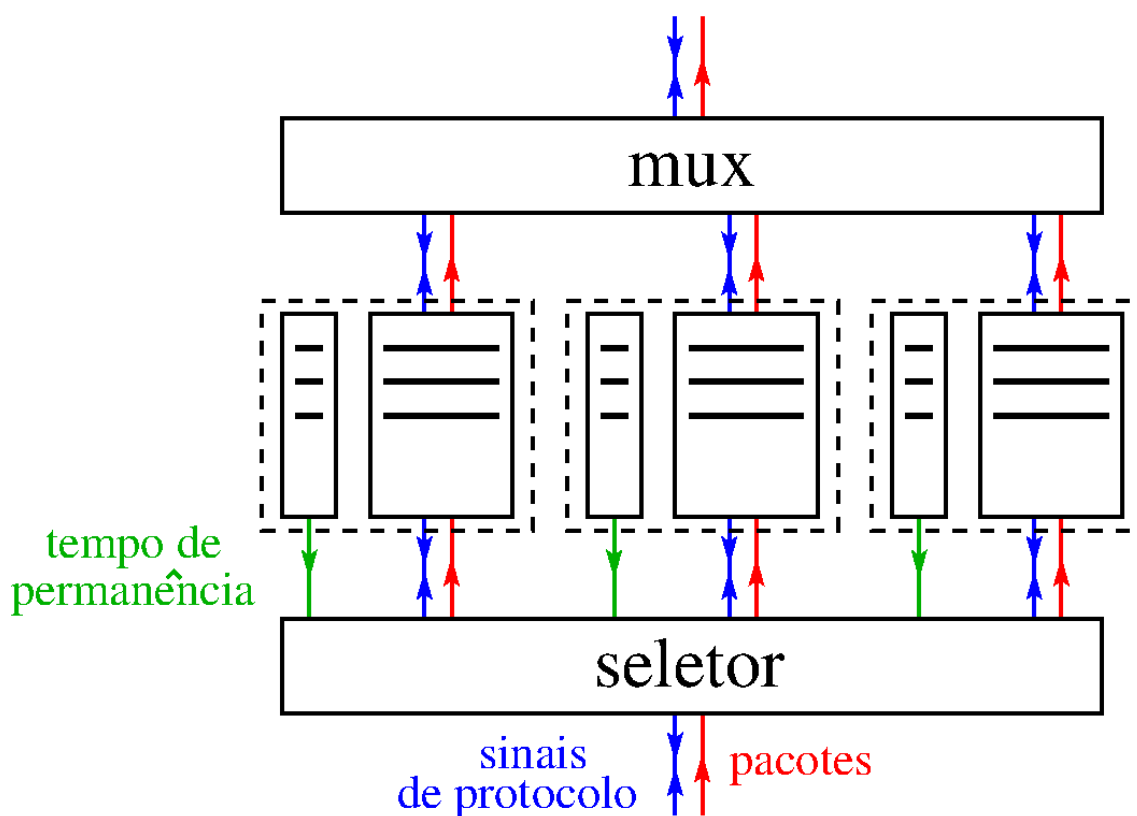 mux
tempo de
permanência
seletor
sinais
de protocolo
pacotes